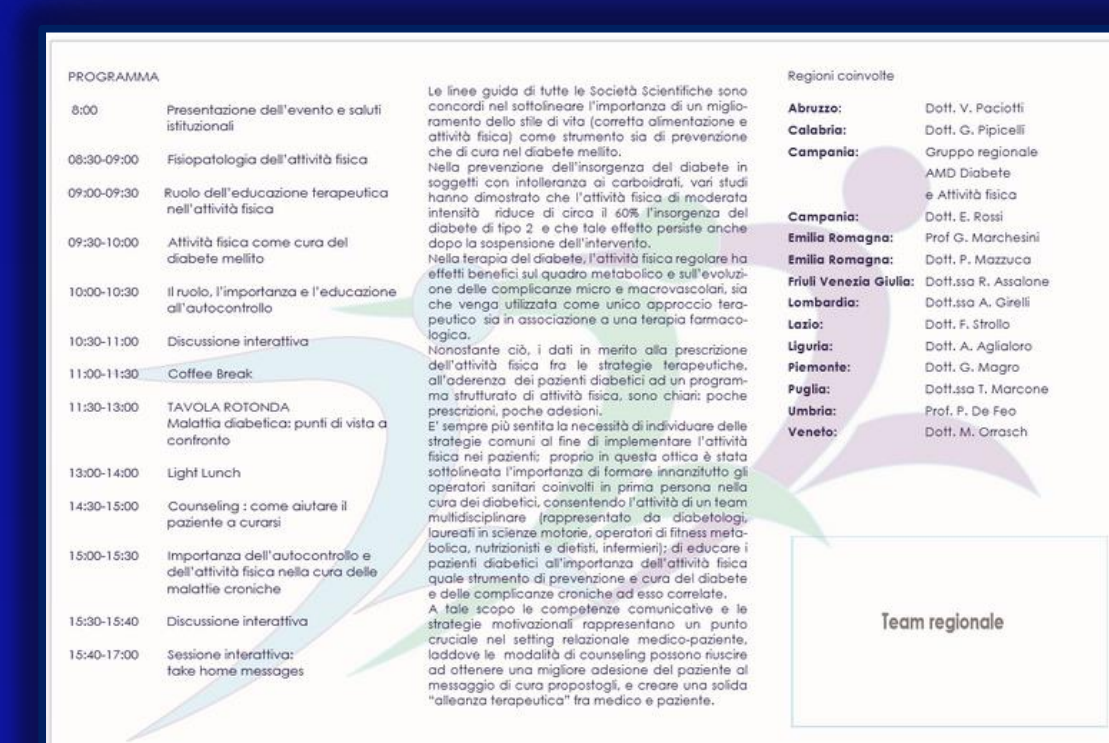 PROGRAMMA
8:00 Presentazione dell'evento e saluti
istituzionali
08:30-09:00 Fisiopatologia dell'attività fisica
09:00-09:30 Ruolo dell'educazione terapeutica
nell'attività fisica
09:30-10:00 Attività fisica come cura del
diabete mellito
10:00-10:30 Il ruolo, l'importanza e l'educazione
all'autocontrollo
10:30-11:00 Discussione interattiva
11:00-11:30 Coffee Break
11:30-13:00 TAVOLA ROTONDA
Malattia diabetica: punti di vista a
confronto
13:00-14:00 Light Lunch
14:30-15:00 Counseling : come aiutare il
paziente a curarsi
15:00-15:30 Importanza dell'autocontrollo e
dell'attività fisica nella cura delle
malattie croniche
15:30-15:40 Discussione interattiva
15:40-17:00 Sessione interattiva:
take home messages
Le linee guida di tutte le Società Scientifiche sono
concordi nel sottolineare l'importanza di un miglio-
ramento dello stile di vita (corretta alimentazione e
attività fisica) come strumento sia di prevenzione
che di cura nel diabete mellito.
Nella prevenzione dell'insorgenza del diabete in
soggetti con intolleranza ai carboidrati, vari studi
hanno dimostrato che l'attività fisica di moderata
intensità riduce di circa il 60% l'insorgenza del
diabete di tipo 2 e che tale effetto persiste anche
dopo la sospensione dell'intervento.
Nella terapia del diabete, l'attività fisica regolare ha
effetti benefici sul quadro metabolico e sull'evoluzi-
one delle complicanze micro e macrovascolari, sia
che venga utilizzata come unico approccio tera-
peutico sia in associazione a una terapia farmaco-
logica.
Nonostante ciò, i dati in merito alla prescrizione
dell'attività fisica fra le strategie terapeutiche,
all'aderenza dei pazienti diabetici ad un program-
ma strutturato di attività fisica, sono chiari: poche
prescrizioni, poche adesioni.
E' sempre più sentita la necessità di individuare delle
strategie comuni al fine di implementare l'attività
fisica nei pazienti; proprio in questa ottica è stata
sottolineata l'importanza di formare innanzitutto gli
operatori sanitari coinvolti in prima persona nella
cura dei diabetici, consentendo l'attività di un team
multidisciplinare (rappresentato da diabetologi,
laureati in scienze motorie, operatori di fitness meta-
bolica, nutrizionisti e dietisti, infermieri); di educare i
pazienti diabetici all'importanza dell'attività fisica
quale strumento di prevenzione e cura del diabete
e delle complicanze croniche ad esso correlate.
A tale scopo le competenze comunicative e le
strategie motivazionali rappresentano un punto
cruciale nel setting relazionale medico-paziente,
laddove le modalità di counseling possono riuscire
ad ottenere una migliore adesione del paziente al
messaggio di cura propostogli, e creare una solida
"alleanza terapeutica" fra medico e paziente.
Regioni coinvolte
Abruzzo: Dott. V. Paciotti
Calabria: Dott. G. Pipicelli
Campania: Gruppo regionale
AMD Diabete
e Attività fisica
Campania: Dott. E. Rossi
Emilia Romagna: Prof G. Marchesini
Emilia Romagna: Dott. P. Mazzuca
Friuli Venezia Giulia: Dott.ssa R. Assalone
Lombardia: Dott.ssa A. Girelli
Lazio: Dott. F. Strollo
Liguria: Dott. A. Aglialoro
Piemonte: Dott. G. Magro
Puglia: Dott.ssa T. Marcone
Umbria: Prof. P. De Feo
Veneto: Dott. M. Orrasch
Team regionale